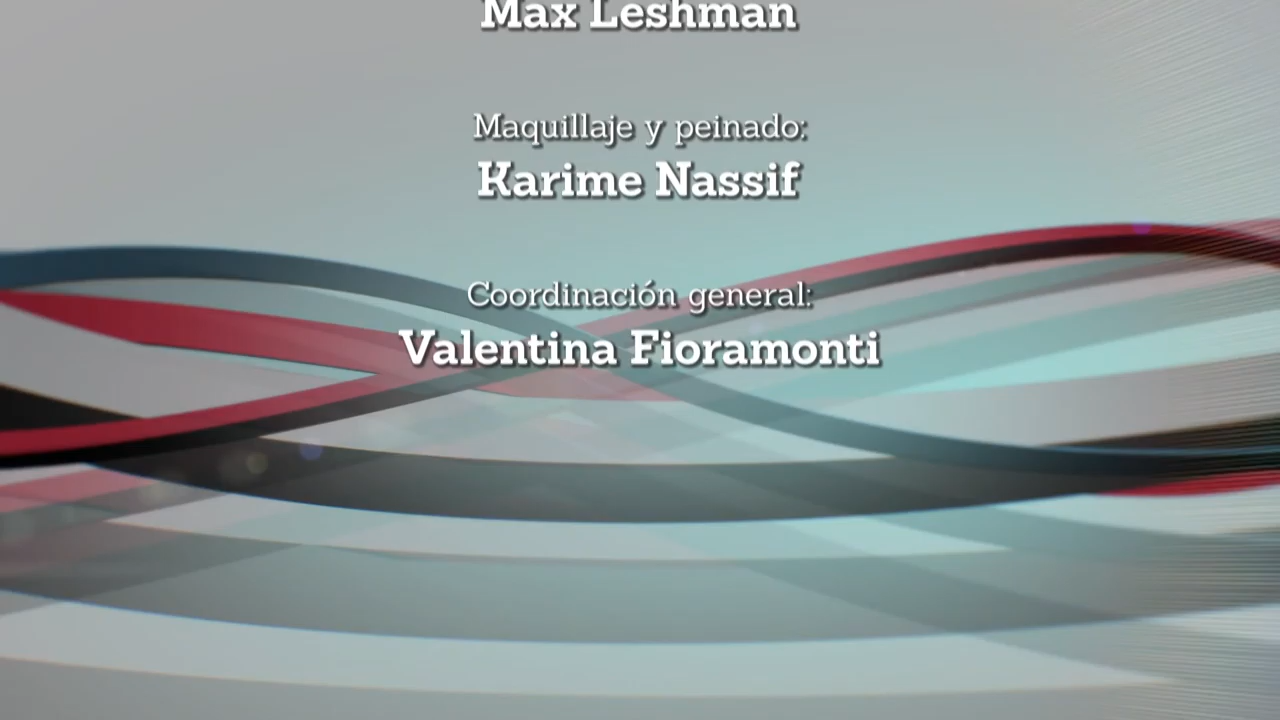 Max Leshman
Maquillaje y peinado:
Karime Nassif
Coordinación general:
Valentina Fioramonti